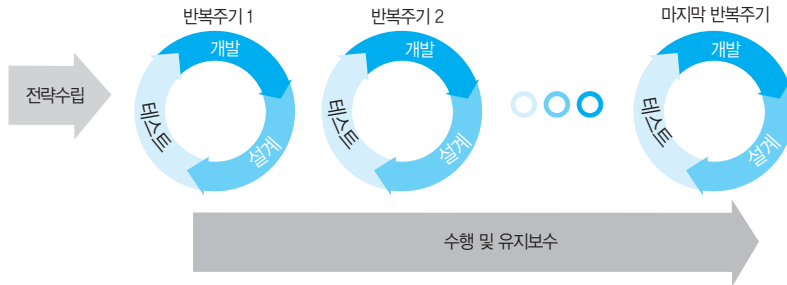 반복주기 1
반복주기 2
마지막 반복주기
전략수립
개발
설계
테스트
개발
설계
테스트
개발
설계
테스트
수행 및 유지보수